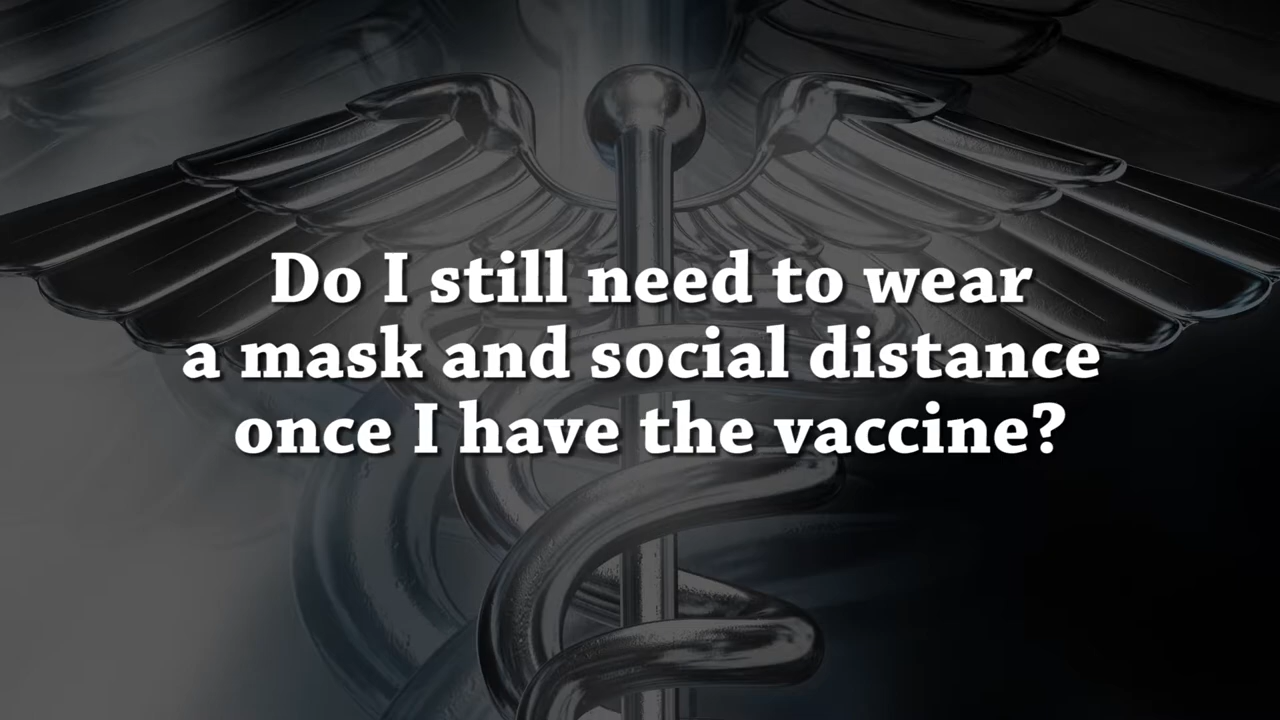 Do I still need to wear
a mask and social distance
once I have the vaccine?